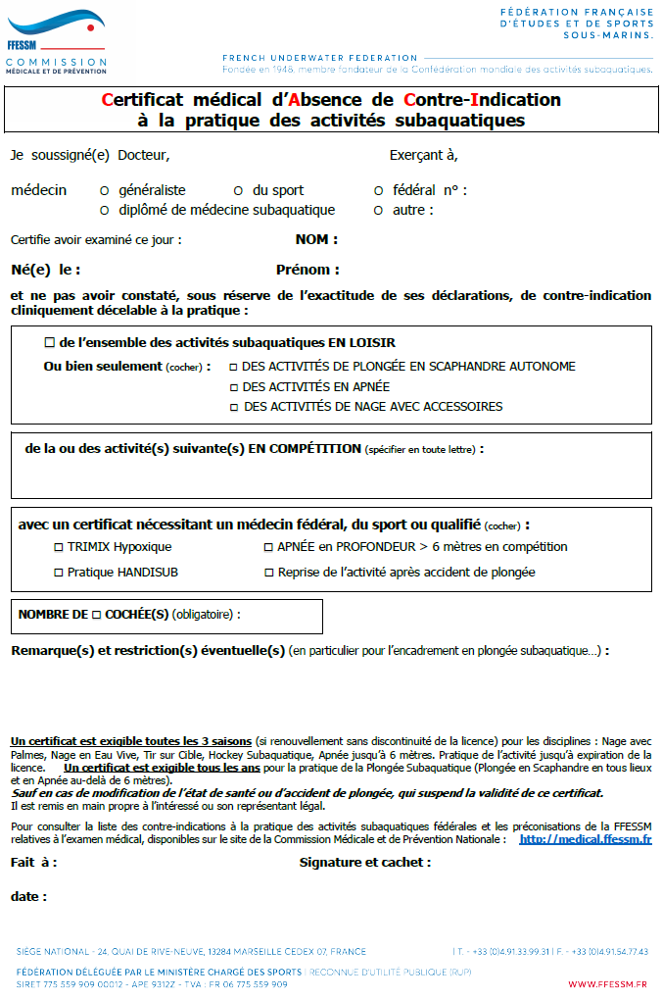 FFESSM
COMMISSION
MÉDICALE ET DE PRÉVENTION
FÉDÉRATION FRANÇAISE
D'ÉTUDES ET DE SPORTS
SOUS-MARINS.
FRENCH UNDERWATER FEDERATION
Fondée en 1948, membre fondateur de la Confédération mondiale des activités subaquatiques.
Certificat médical d'Absence de Contre-Indication
à la pratique des activités subaquatiques
Je soussigné(e) Docteur, Exerçant à,
médecin O généraliste O du sport O fédéral n° :
O diplômé de médecine subaquatique O autre :
Certifie avoir examiné ce jour : NOM :
Né(e) le : Prénom :
et ne pas avoir constaté, sous réserve de l'exactitude de ses déclarations, de contre-indication
cliniquement décelable à la pratique :
☐ de l'ensemble des activités subaquatiques EN LOISIR
Ou bien seulement (cocher) : ☐ DES ACTIVITÉS DE PLONGÉE EN SCAPHANDRE AUTONOME
☐ DES ACTIVITÉS EN APNÉE
☐ DES ACTIVITÉS DE NAGE AVEC ACCESSOIRES
de la ou des activité(s) suivante(s) EN COMPÉTITION (spécifier en toute lettre) :
avec un certificat nécessitant un médecin fédéral, du sport ou qualifié (cocher) :
☐ TRIMIX Hypoxique ☐ APNÉE en PROFONDEUR > 6 mètres en compétition
☐ Pratique HANDISUB ☐ Reprise de l'activité après accident de plongée
NOMBRE DE ☐ COCHÉE(S) (obligatoire) :
Remarque(s) et restriction(s) éventuelle(s) (en particulier pour l'encadrement en plongée subaquatique…) :
Un certificat est exigible toutes les 3 saisons (si renouvellement sans discontinuité de la licence) pour les disciplines : Nage avec
Palmes, Nage en Eau Vive, Tir sur Cible, Hockey Subaquatique, Apnée jusqu'à 6 mètres. Pratique de l'activité jusqu'à expiration de la
licence. Un certificat est exigible tous les ans pour la pratique de la Plongée Subaquatique (Plongée en Scaphandre en tous lieux
et en Apnée au-delà de 6 mètres).
Sauf en cas de modification de l'état de santé ou d'accident de plongée, qui suspend la validité de ce certificat.
Il est remis en main propre à l'intéressé ou son représentant légal.
Pour consulter la liste des contre-indications à la pratique des activités subaquatiques fédérales et les préconisations de la FFESSM
relatives à l'examen médical, disponibles sur le site de la Commission Médicale et de Prévention Nationale : http://medical.ffessm.fr
Fait à : Signature et cachet :
date :
SIÈGE NATIONAL - 24, QUAI DE RIVE-NEUVE, 13284 MARSEILLE CEDEX 07, FRANCE | T. - +33 (0)4.91.33.99.31 | F. - +33 (0)4.91.54.77.43
FÉDÉRATION DÉLÉGUÉE PAR LE MINISTÈRE CHARGÉ DES SPORTS | RECONNUE D'UTILITÉ PUBLIQUE (RUP)
SIRET 775 559 909 00012 - APE 9312Z - TVA : FR 06 775 559 909 WWW.FFESSM.FR